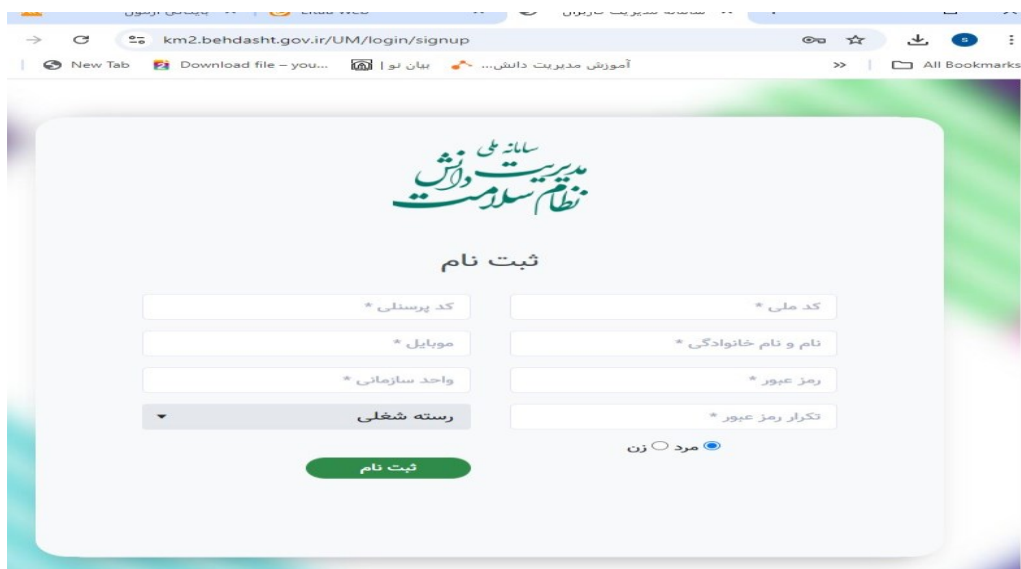 km2.behdasht.gov.ir/UM/login/signup
New Tab
Download file – you...
بیان نو |
آموزش مدیریت دانش...
All Bookmarks
سامانه ملی
مدیریت دانش
نظام سلامت
ثبت نام
کد ملی *
کد پرسنلی *
نام و نام خانوادگی *
موبایل *
رمز عبور *
واحد سازمانی *
تکرار رمز عبور *
رسته شغلی
مرد
زن
ثبت نام